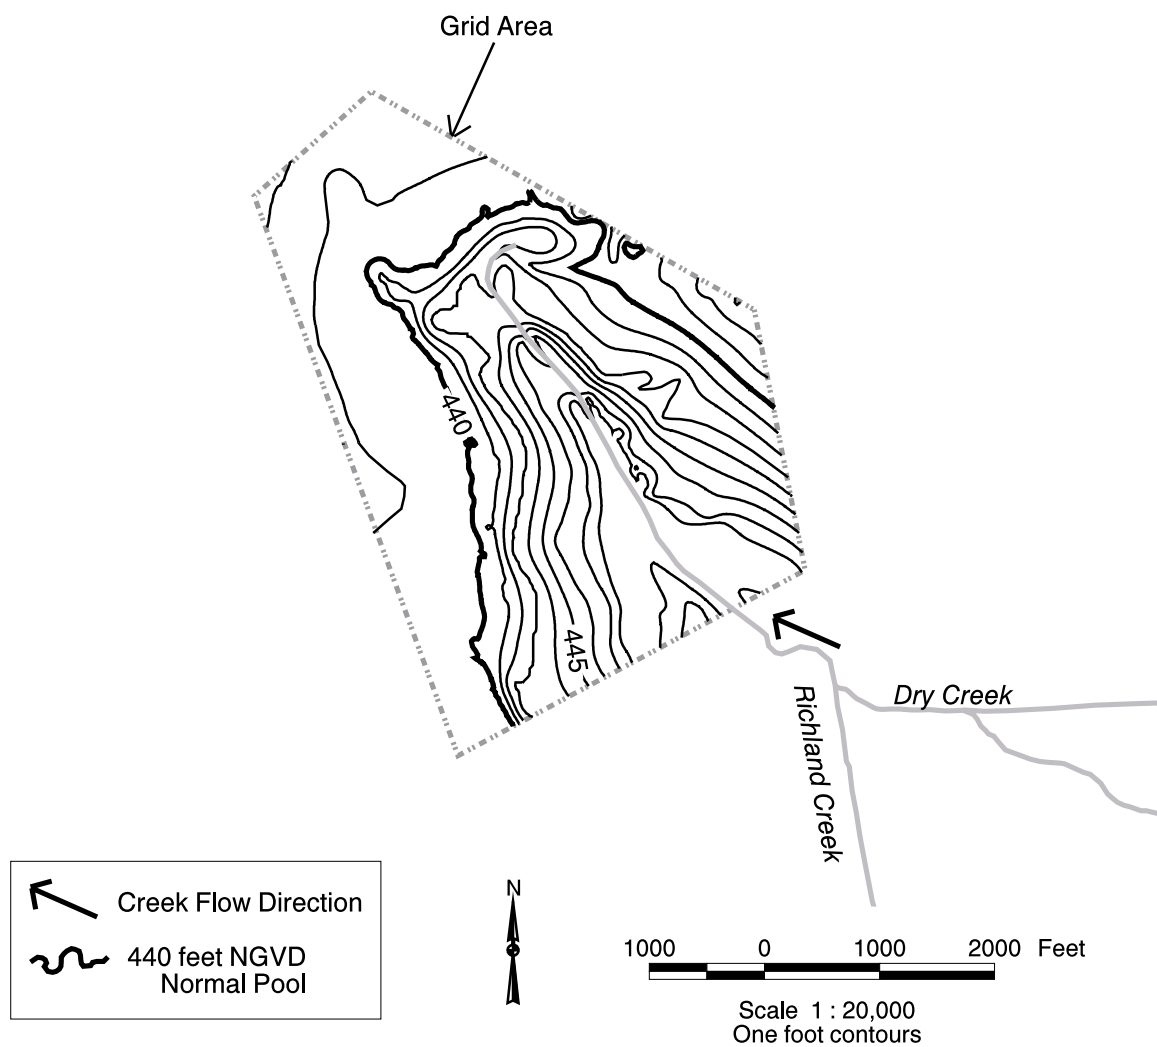 Grid Area
440
445
Dry Creek
Richland Creek
Creek Flow Direction
440 feet NGVD
Normal Pool
N
1000 0 1000 2000 Feet
Scale 1 : 20,000
One foot contours